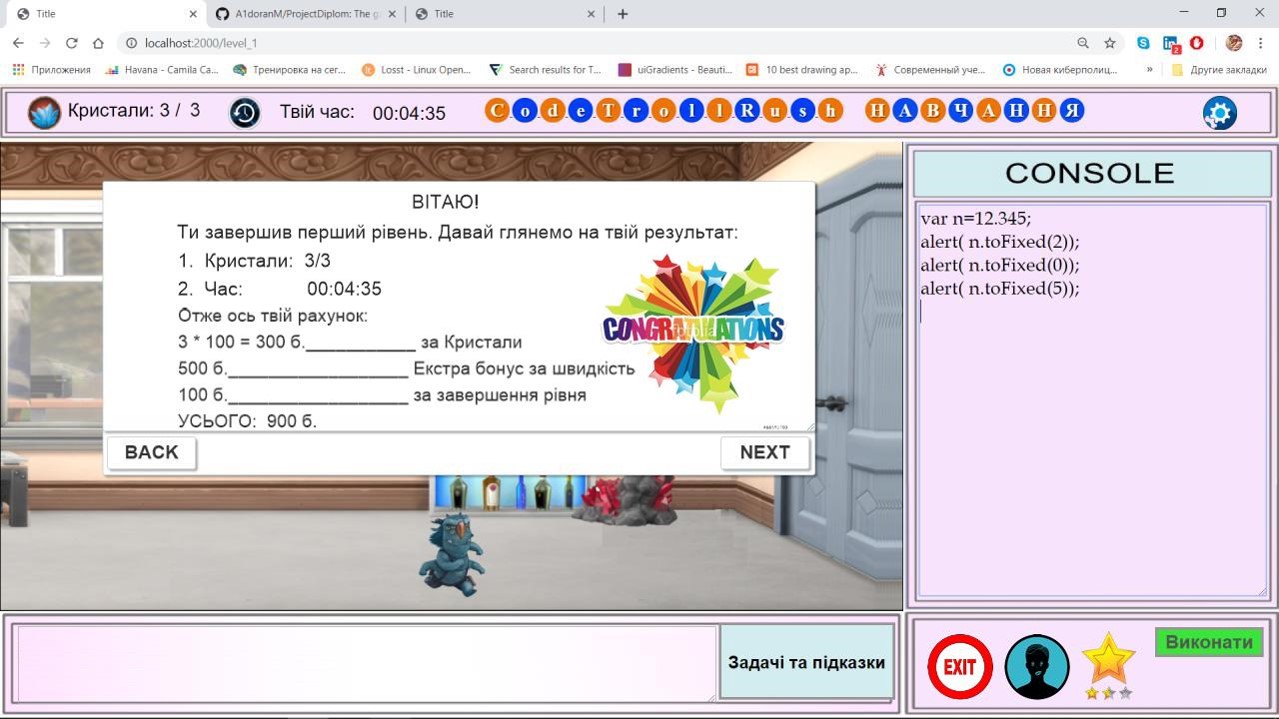 Title
A1doranM/ProjectDiplom: The g
Title
localhost:2000/level_1
2
Приложения
Havana - Camila Ca...
Тренировка на сег...
Losst - Linux Open...
Search results for T...
uiGradients - Beauti...
10 best drawing ap...
Современный уче...
Новая киберполиц...
»
Другие закладки
Кристали: 3 / 3
Твій час: 00:04:35
CodeTrollRush НАВЧАННЯ
CONSOLE
var n=12.345;
alert( n.toFixed(2));
alert( n.toFixed(0));
alert( n.toFixed(5));
ВІТАЮ!
Ти завершив перший рівень. Давай глянемо на твій результат:
1. Кристали: 3/3
2. Час: 00:04:35
Отже ось твій рахунок:
3 * 100 = 300 б.___________ за Кристали
500 б.__________________ Екстра бонус за швидкість
100 б.__________________ за завершення рівня
УСЬОГО: 900 б.
CONGRATULATIONS
BACK
NEXT
Задачі та підказки
EXIT
Виконати